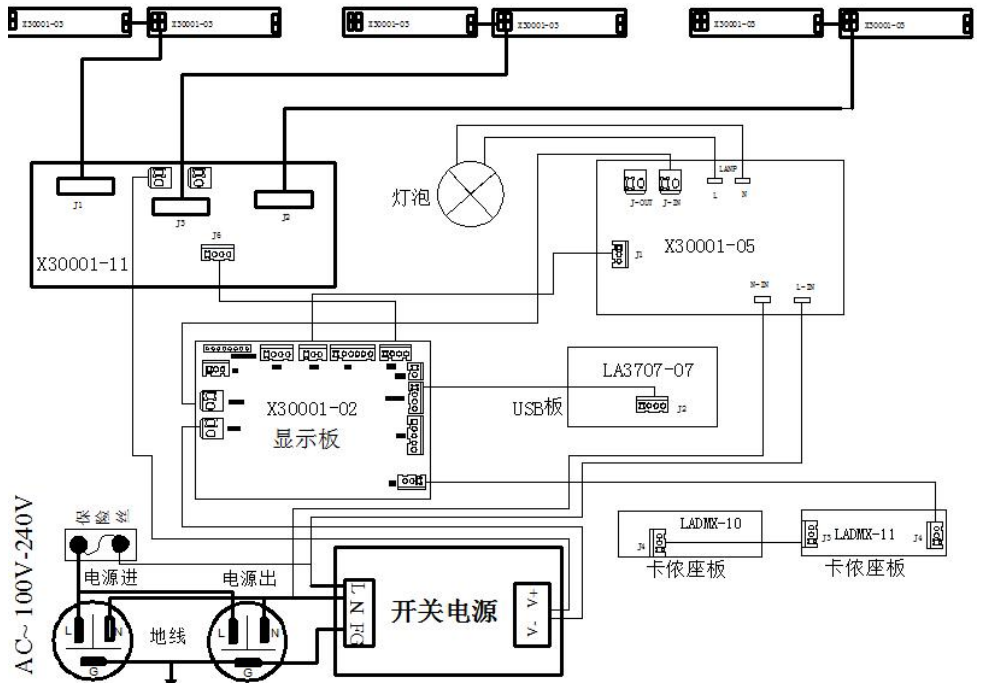 X30001-03
X30001-03
X30001-03
X30001-03
X30001-03
X30001-03
J1
J3
J2
J6
X30001-11
灯泡
LAMP
L
N
J-OUT
J-IN
X30001-05
J1
N-IN
L-IN
X30001-02
显示板
LA3707-07
USB板
J2
LADMX-10
J4
卡侬座板
LADMX-11
J3
J4
卡侬座板
AC~ 100V-240V
保险丝
电源进
电源出
L
N
G
地线
L
N
G
L N FG
开关电源
V+
V-